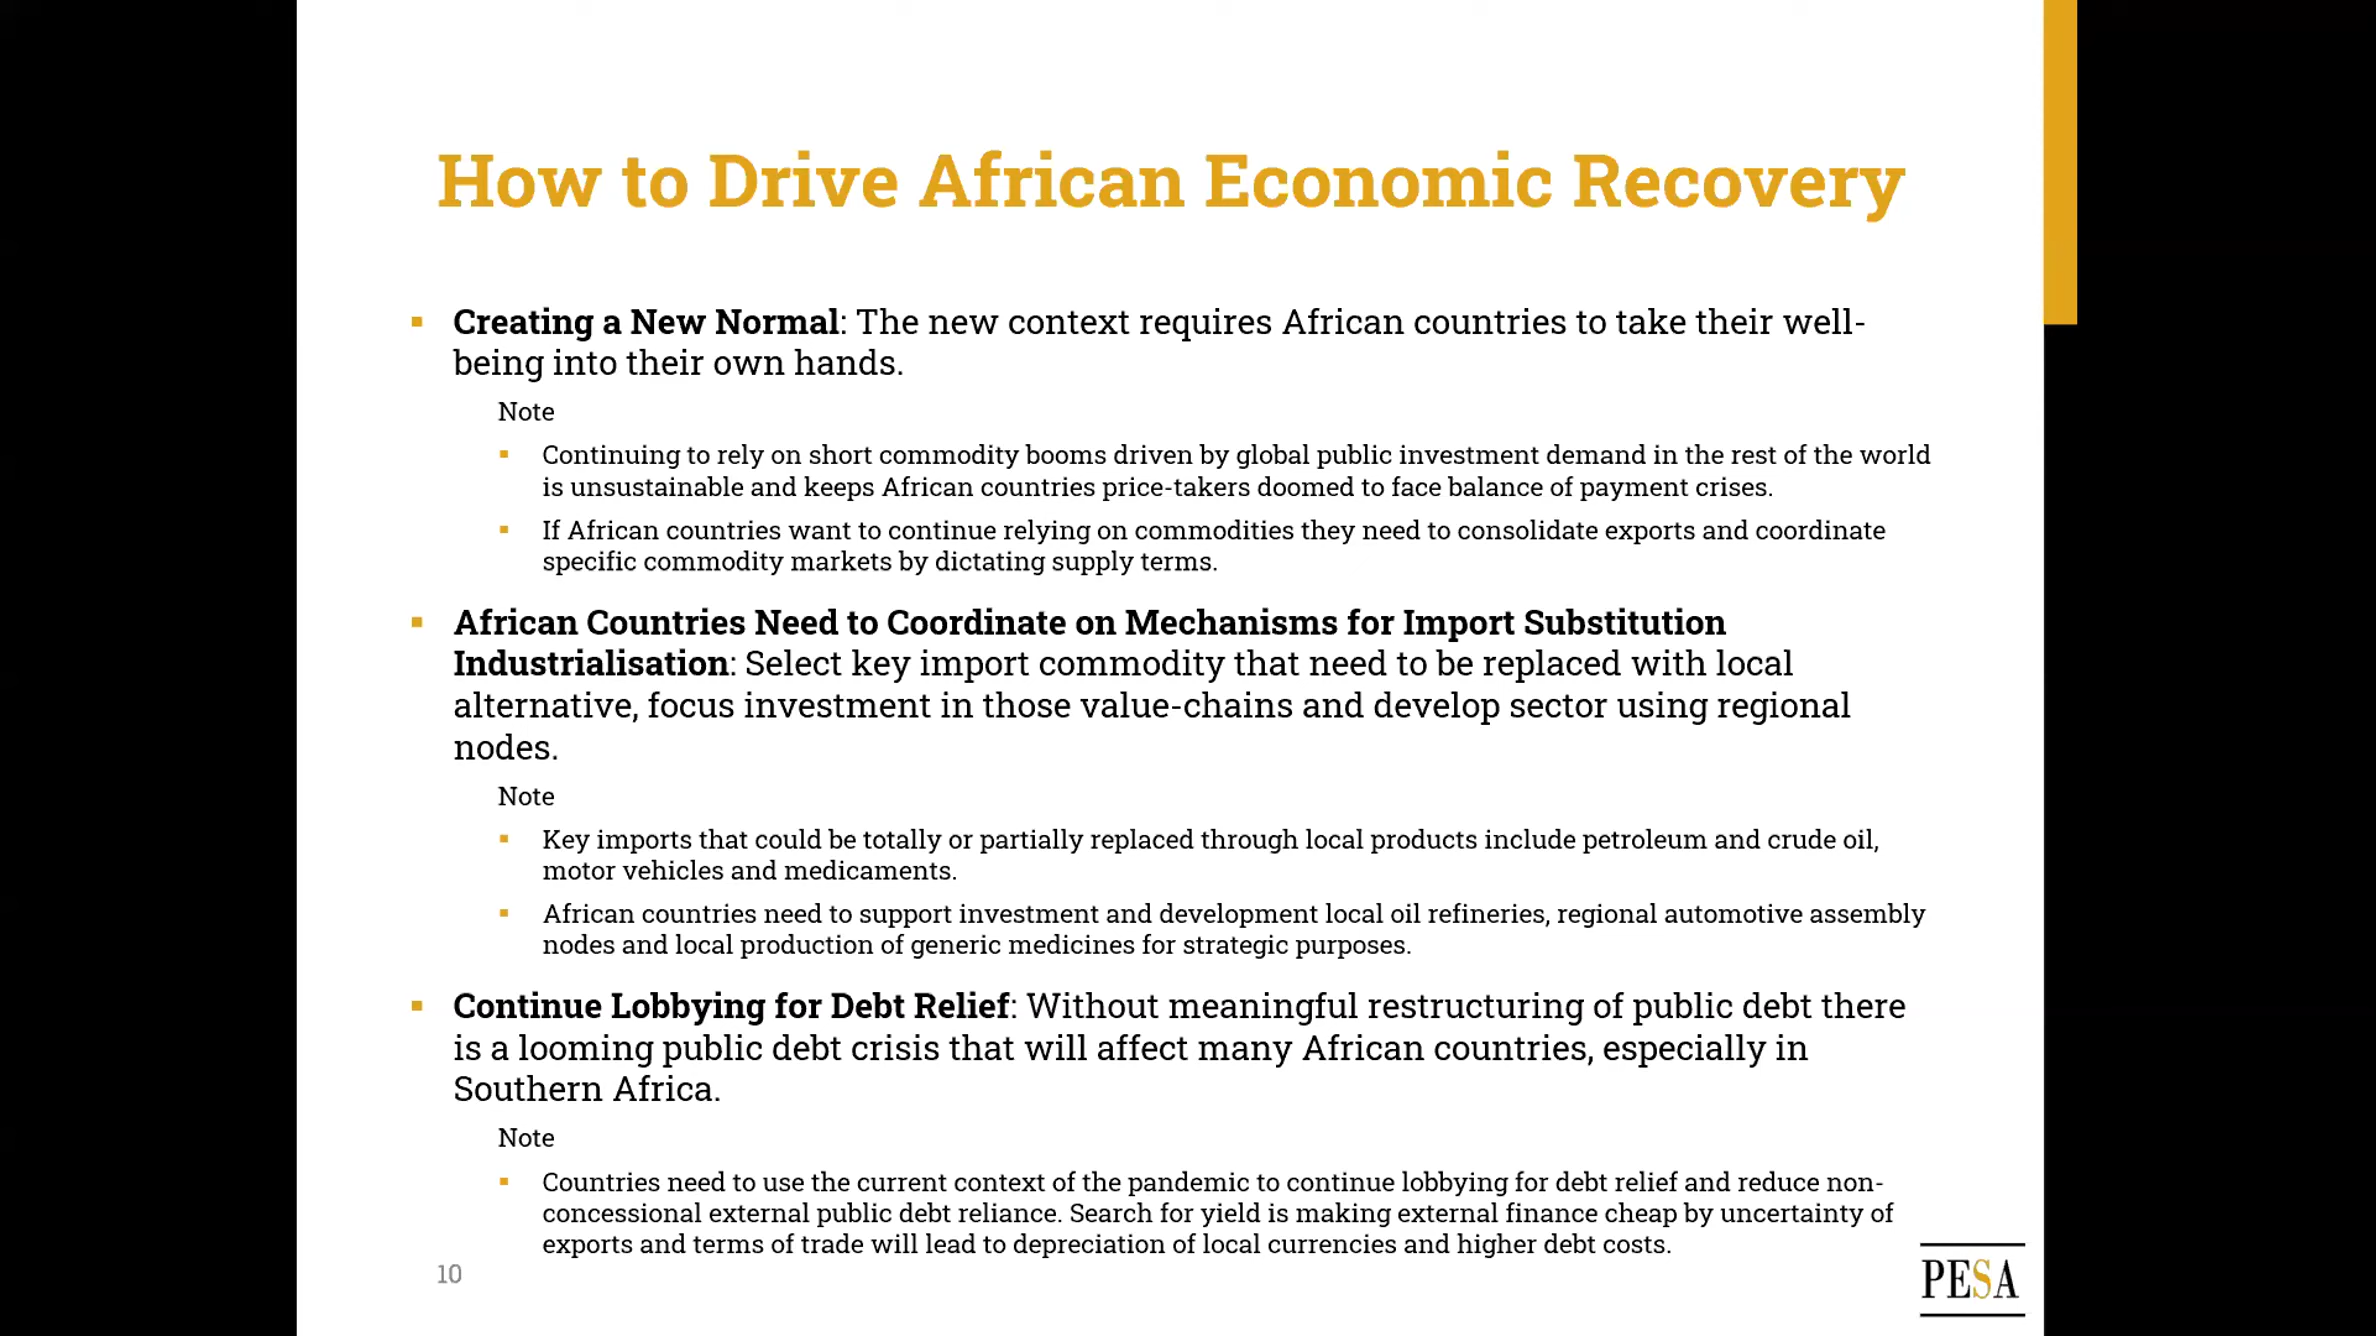 How to Drive African Economic Recovery
Creating a New Normal: The new context requires African countries to take their well-
being into their own hands.
Note
Continuing to rely on short commodity booms driven by global public investment demand in the rest of the world
is unsustainable and keeps African countries price-takers doomed to face balance of payment crises.
If African countries want to continue relying on commodities they need to consolidate exports and coordinate
specific commodity markets by dictating supply terms.
African Countries Need to Coordinate on Mechanisms for Import Substitution
Industrialisation: Select key import commodity that need to be replaced with local
alternative, focus investment in those value-chains and develop sector using regional
nodes.
Note
Key imports that could be totally or partially replaced through local products include petroleum and crude oil,
motor vehicles and medicaments.
African countries need to support investment and development local oil refineries, regional automotive assembly
nodes and local production of generic medicines for strategic purposes.
Continue Lobbying for Debt Relief: Without meaningful restructuring of public debt there
is a looming public debt crisis that will affect many African countries, especially in
Southern Africa.
Note
Countries need to use the current context of the pandemic to continue lobbying for debt relief and reduce non-
concessional external public debt reliance. Search for yield is making external finance cheap by uncertainty of
exports and terms of trade will lead to depreciation of local currencies and higher debt costs.
10
PESA